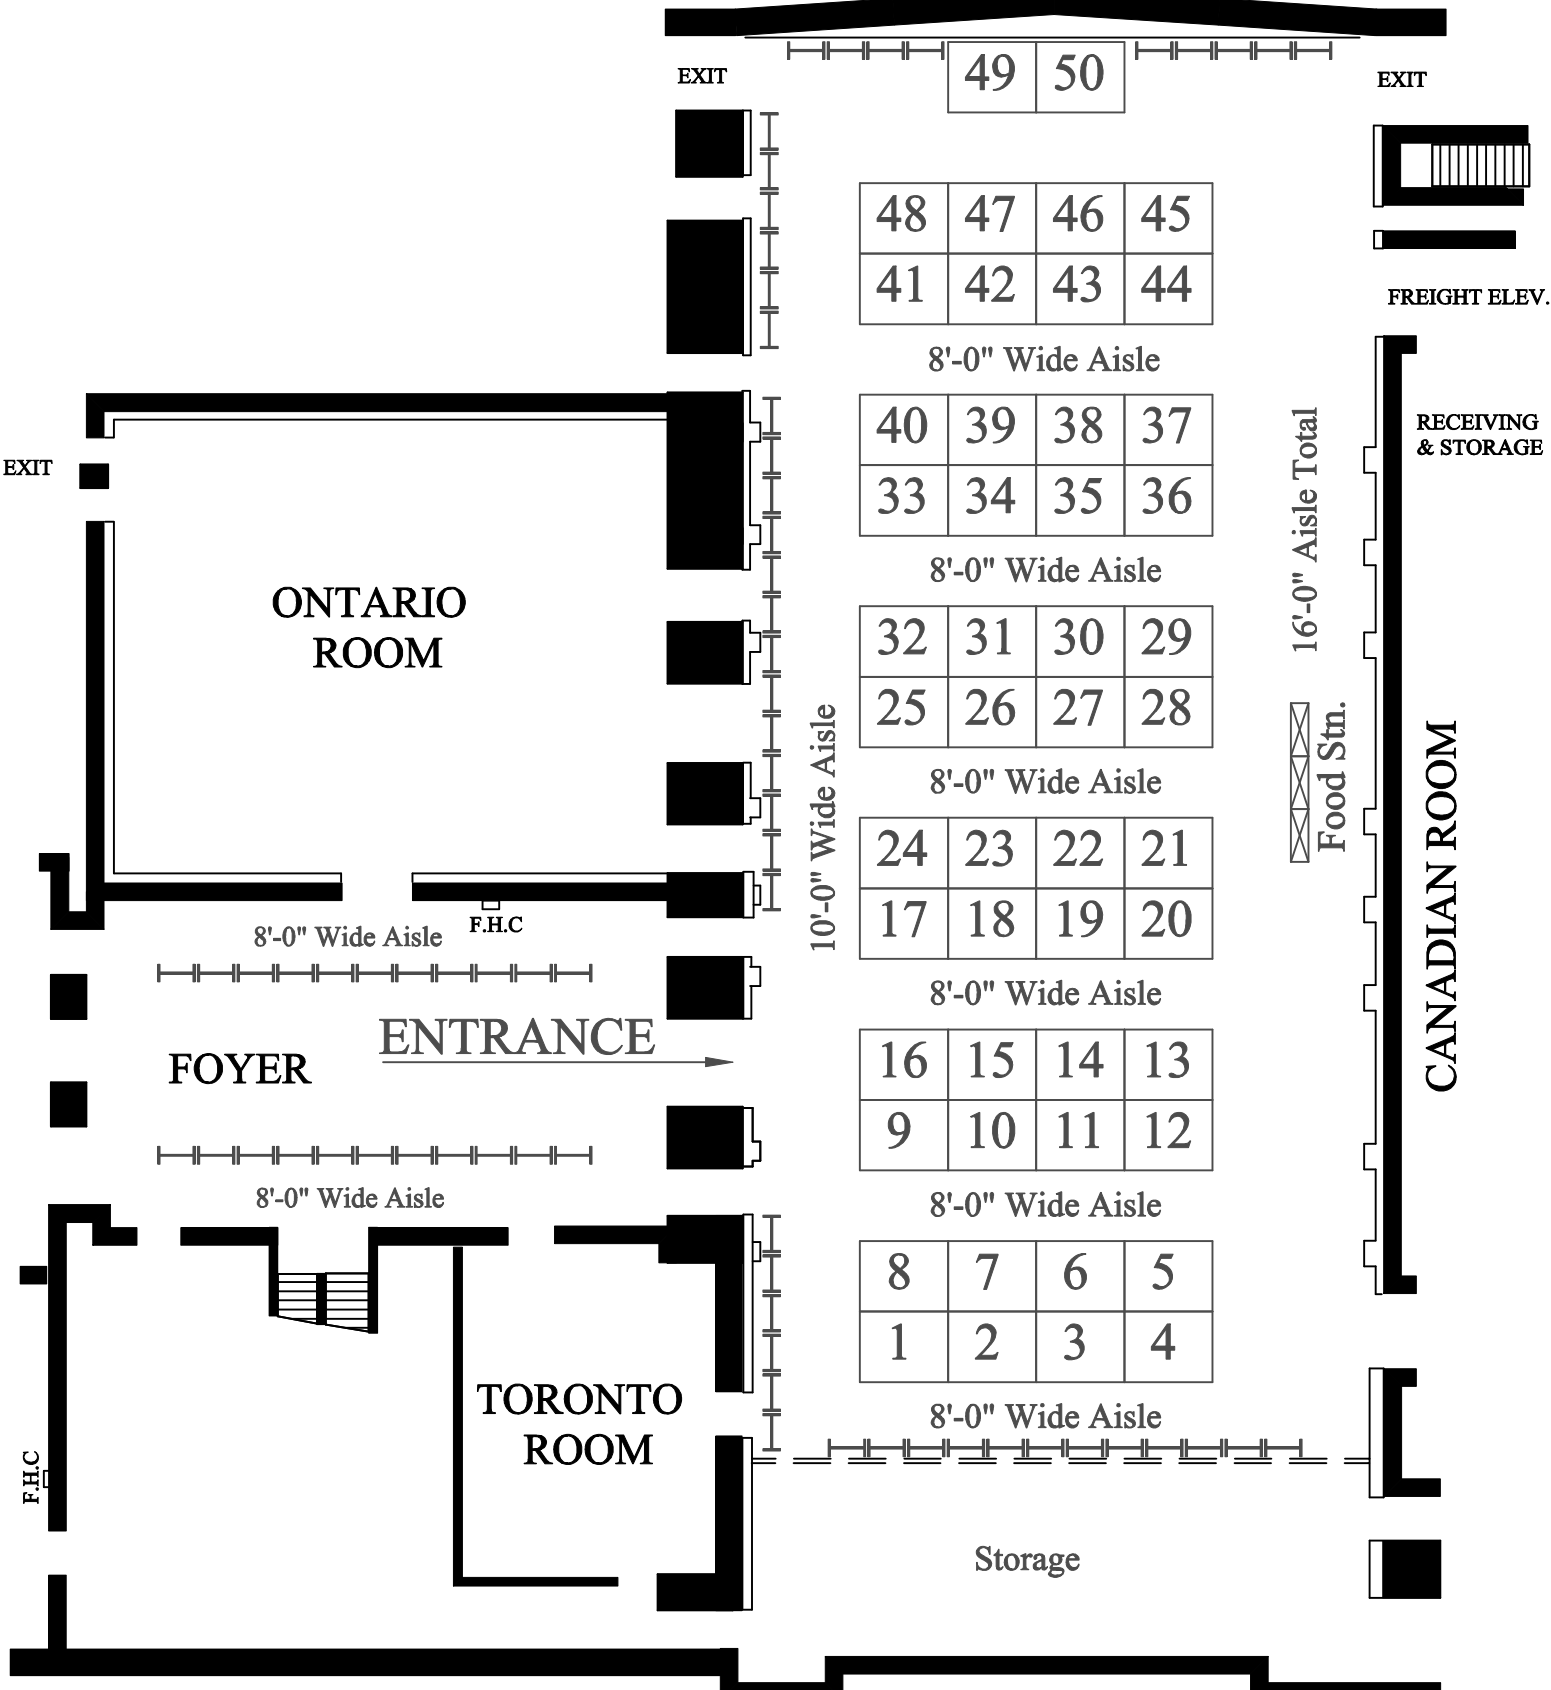 EXIT
49 50
EXIT
48 47 46 45
41 42 43 44
FREIGHT ELEV.
8'-0" Wide Aisle
40 39 38 37
RECEIVING
& STORAGE
EXIT
33 34 35 36
16'-0" Aisle Total
8'-0" Wide Aisle
ONTARIO
ROOM
32 31 30 29
25 26 27 28
Food Stn.
8'-0" Wide Aisle
10'-0" Wide Aisle
24 23 22 21
17 18 19 20
CANADIAN ROOM
F.H.C
8'-0" Wide Aisle
8'-0" Wide Aisle
ENTRANCE
FOYER
16 15 14 13
9 10 11 12
8'-0" Wide Aisle
8'-0" Wide Aisle
8 7 6 5
1 2 3 4
TORONTO
ROOM
8'-0" Wide Aisle
F.H.C
Storage